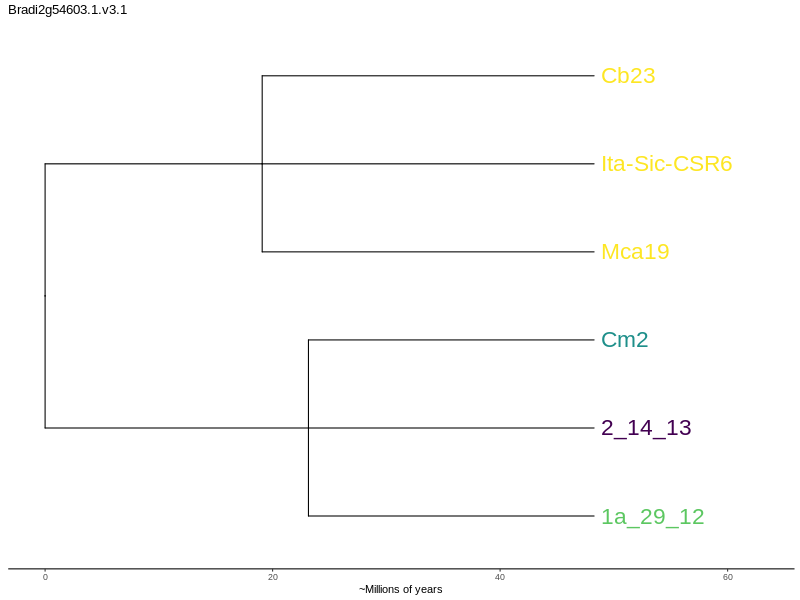 Bradi2g54603.1.v3.1
Cb23
Ita-Sic-CSR6
Mca19
Cm2
2_14_13
1a_29_12
0 20 40 60
~Millions of years